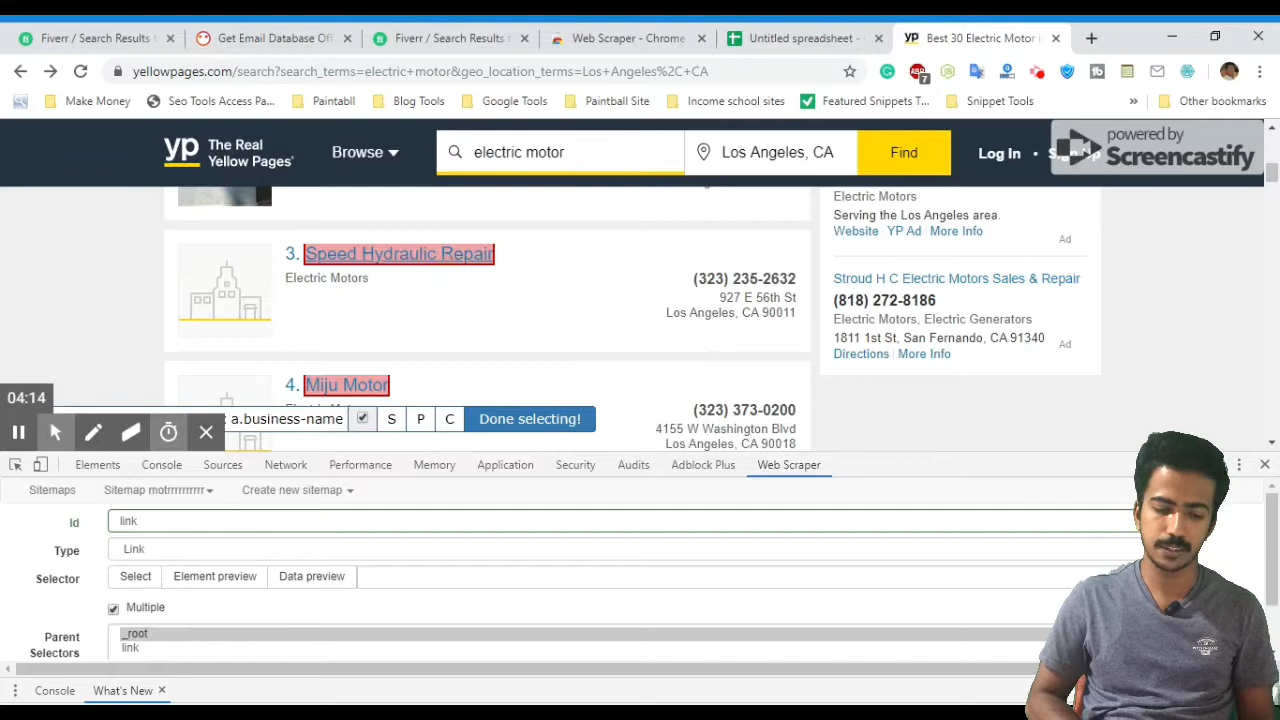 Fiverr / Search Results f
Get Email Database Off
Fiverr / Search Results f
Web Scraper - Chrome
Untitled spreadsheet -
Best 30 Electric Motor i
yellowpages.com/search?search_terms=electric+motor&geo_location_terms=Los+Angeles%2C+CA
7
Make Money
Seo Tools Access Pa...
Paintabll
Blog Tools
Google Tools
Paintball Site
Income school sites
Featured Snippets T...
Snippet Tools
»
Other bookmarks
yp The Real Yellow Pages
Browse
electric motor
Los Angeles, CA
Find
Log In • Sign Up
powered by
Screencastify
Electric Motors
Serving the Los Angeles area.
Website YP Ad More Info
Ad
3. Speed Hydraulic Repair
Electric Motors
(323) 235-2632
927 E 56th St
Los Angeles, CA 90011
Stroud H C Electric Motors Sales & Repair
(818) 272-8186
Electric Motors, Electric Generators
1811 1st St, San Fernando, CA 91340
Directions More Info
Ad
4. Miju Motor
(323) 373-0200
4155 W Washington Blvd
Los Angeles, CA 90018
04:14
: a.business-name
S P C Done selecting!
Elements Console Sources Network Performance Memory Application Security Audits Adblock Plus Web Scraper
Sitemaps Sitemap motrrrrrrrrrr Create new sitemap
Id link
Type Link
Selector Select Element preview Data preview
Multiple
Parent Selectors
_root
link
Console What's New